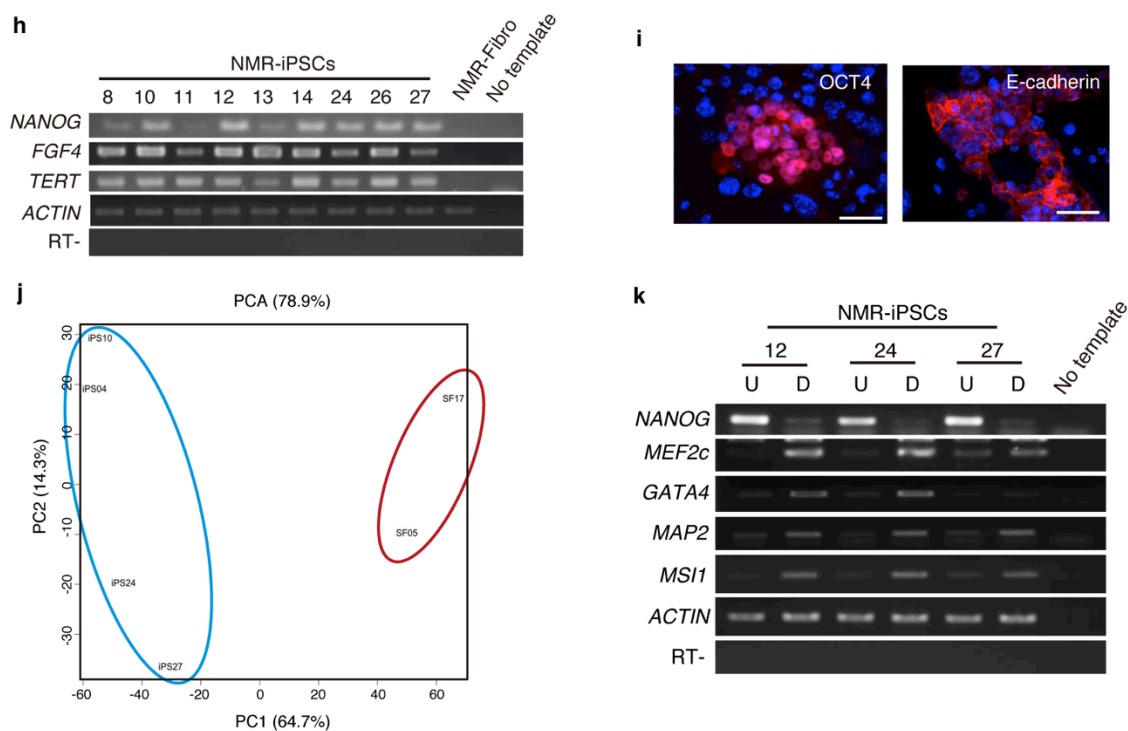 h
NMR-iPSCs
NMR-Fibro
No template
8 10 11 12 13 14 24 26 27
NANOG
FGF4
TERT
ACTIN
RT-
i
OCT4
E-cadherin
j
PCA (78.9%)
PC2 (14.3%)
30
20
10
0
-10
-20
-30
iPS10
iPS04
SF17
SF05
iPS24
iPS27
-60 -40 -20 0 20 40 60
PC1 (64.7%)
k
NMR-iPSCs
12 24 27
No template
U D U D U D
NANOG
MEF2c
GATA4
MAP2
MSI1
ACTIN
RT-